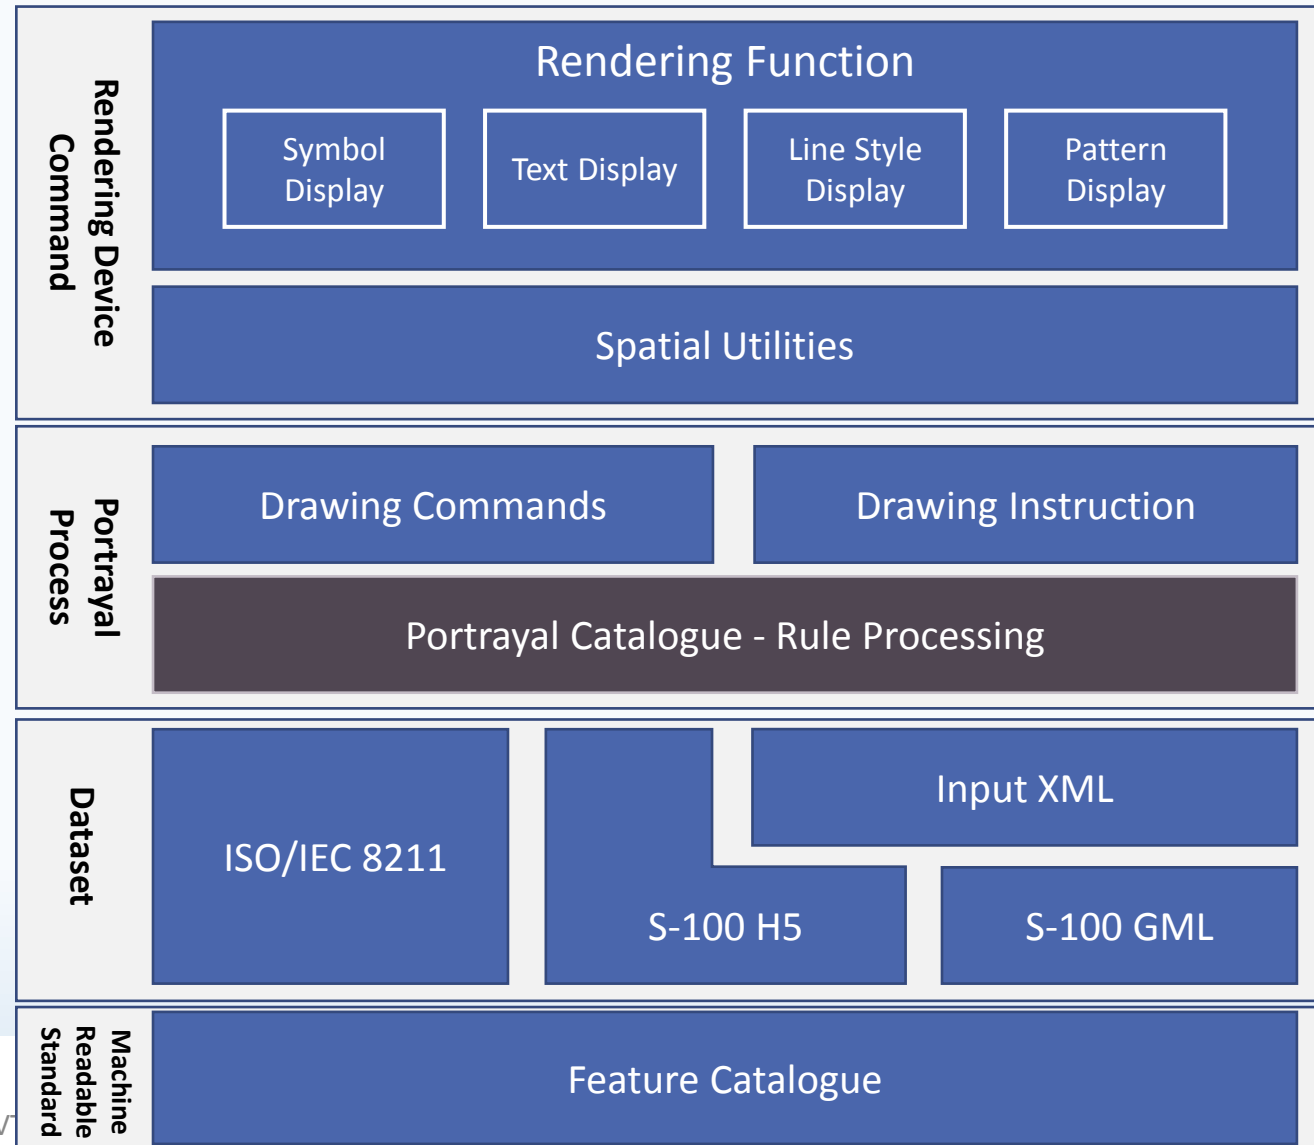 Rendering Device
Command
Rendering Function
Symbol
Display
Text Display
Line Style
Display
Pattern
Display
Spatial Utilities
Portrayal
Process
Drawing Commands
Drawing Instruction
Portrayal Catalogue - Rule Processing
Dataset
ISO/IEC 8211
Input XML
S-100 H5
S-100 GML
Machine
Readable
Standard
Feature Catalogue